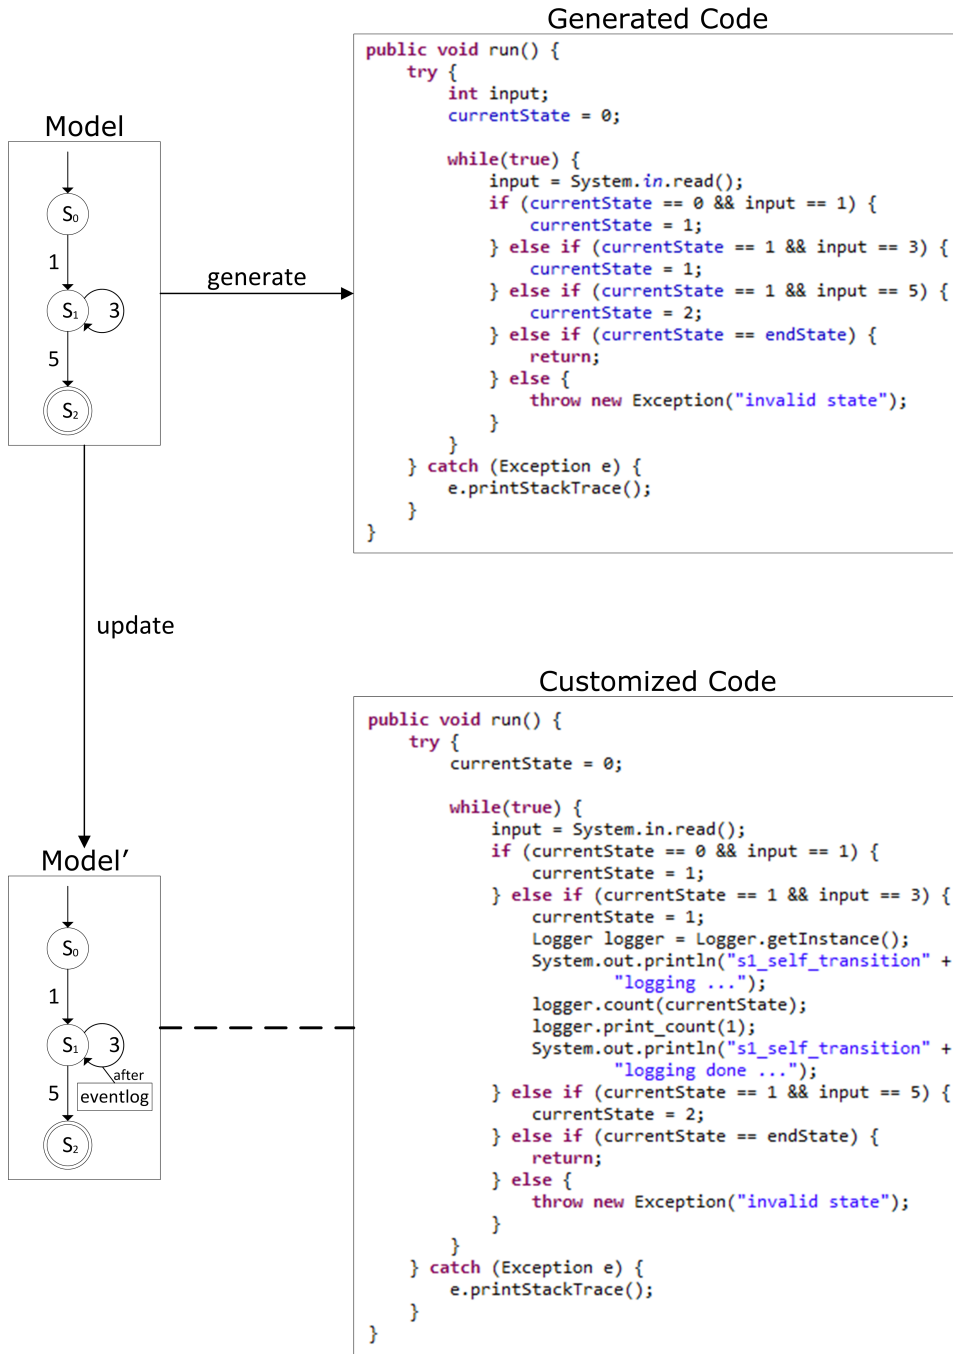 Generated Code
public void run() {
try {
int input;
currentState = 0;
while(true) {
input = System.in.read();
if (currentState == 0 && input == 1) {
currentState = 1;
} else if (currentState == 1 && input == 3) {
currentState = 1;
} else if (currentState == 1 && input == 5) {
currentState = 2;
} else if (currentState == endState) {
return;
} else {
throw new Exception("invalid state");
}
}
} catch (Exception e) {
e.printStackTrace();
}
}
Model
S0
1
S1
3
5
S2
generate
update
Model′
S0
1
S1
3
after
eventlog
5
S2
Customized Code
public void run() {
try {
currentState = 0;
while(true) {
input = System.in.read();
if (currentState == 0 && input == 1) {
currentState = 1;
} else if (currentState == 1 && input == 3) {
currentState = 1;
Logger logger = Logger.getInstance();
System.out.println("s1_self_transition" +
"logging ...");
logger.count(currentState);
logger.print_count(1);
System.out.println("s1_self_transition" +
"logging done ...");
} else if (currentState == 1 && input == 5) {
currentState = 2;
} else if (currentState == endState) {
return;
} else {
throw new Exception("invalid state");
}
}
} catch (Exception e) {
e.printStackTrace();
}
}